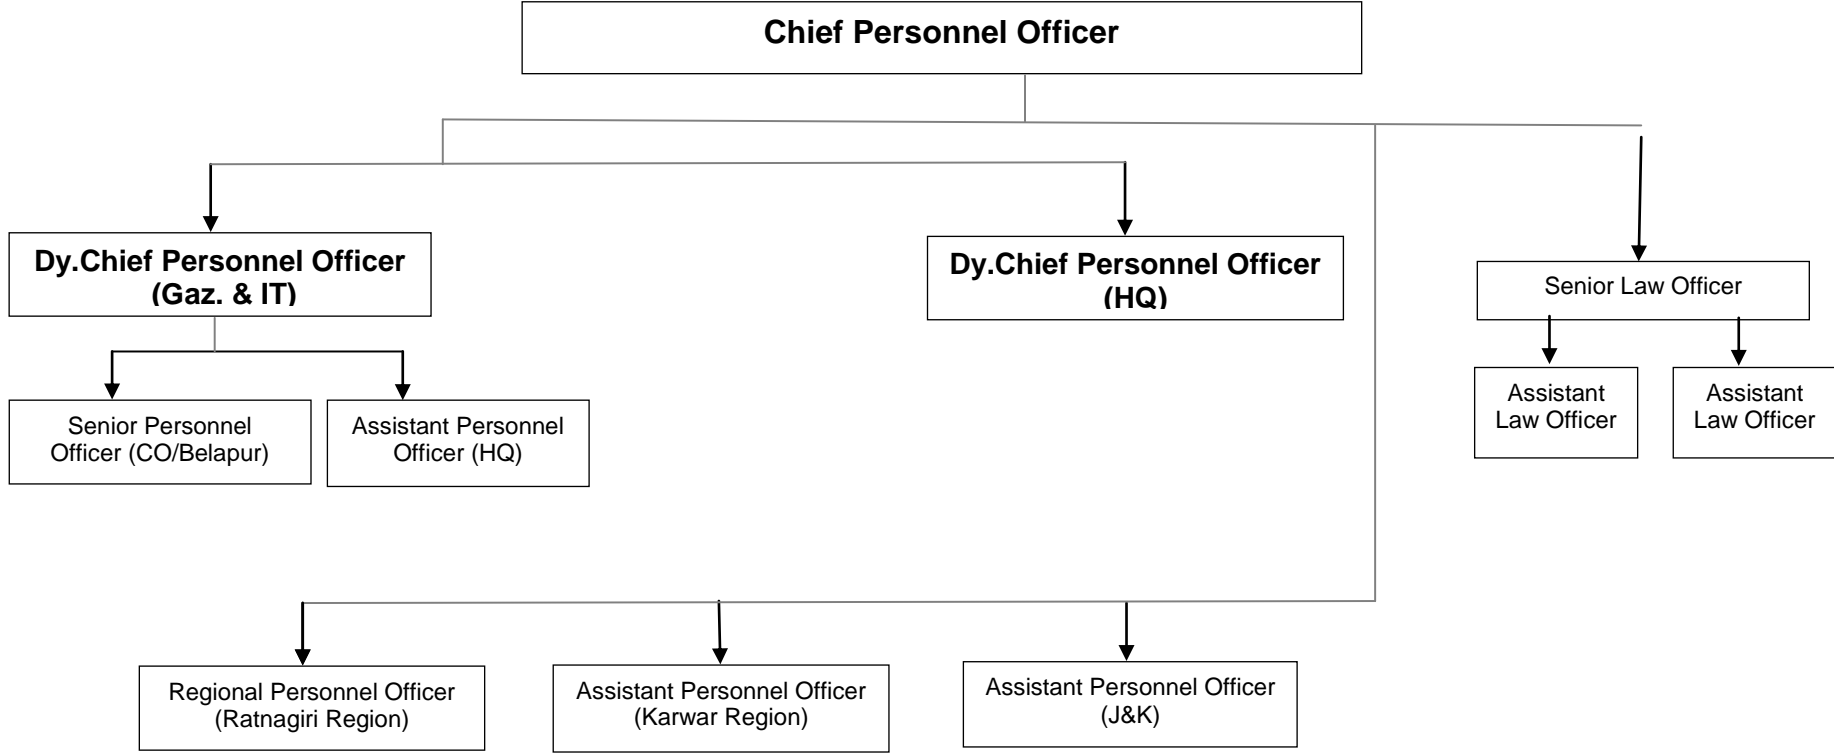 Chief Personnel Officer
Dy.Chief Personnel Officer
(Gaz. & IT)
Dy.Chief Personnel Officer
(HQ)
Senior Law Officer
Senior Personnel
Officer (CO/Belapur)
Assistant Personnel
Officer (HQ)
Assistant
Law Officer
Assistant
Law Officer
Regional Personnel Officer
(Ratnagiri Region)
Assistant Personnel Officer
(Karwar Region)
Assistant Personnel Officer
(J&K)